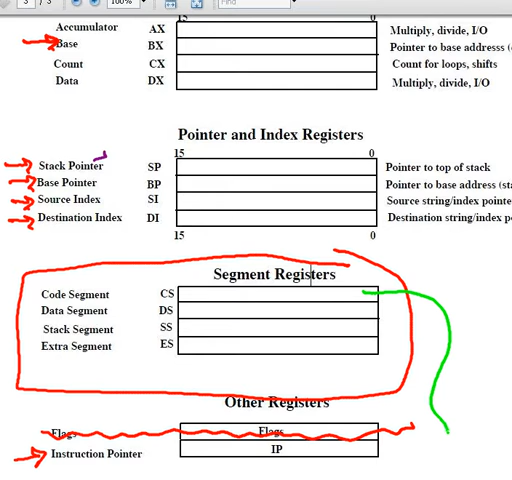 3 / 3 100% Find
15 0
Accumulator AX Multiply, divide, I/O
Base BX Pointer to base addresss
Count CX Count for loops, shifts
Data DX Multiply, divide, I/O
Pointer and Index Registers
15 0
Stack Pointer SP Pointer to top of stack
Base Pointer BP Pointer to base address
Source Index SI Source string/index
Destination Index DI Destination string/index
15 0
Segment Registers
Code Segment CS
Data Segment DS
Stack Segment SS
Extra Segment ES
Other Registers
Flags Flags
Instruction Pointer IP